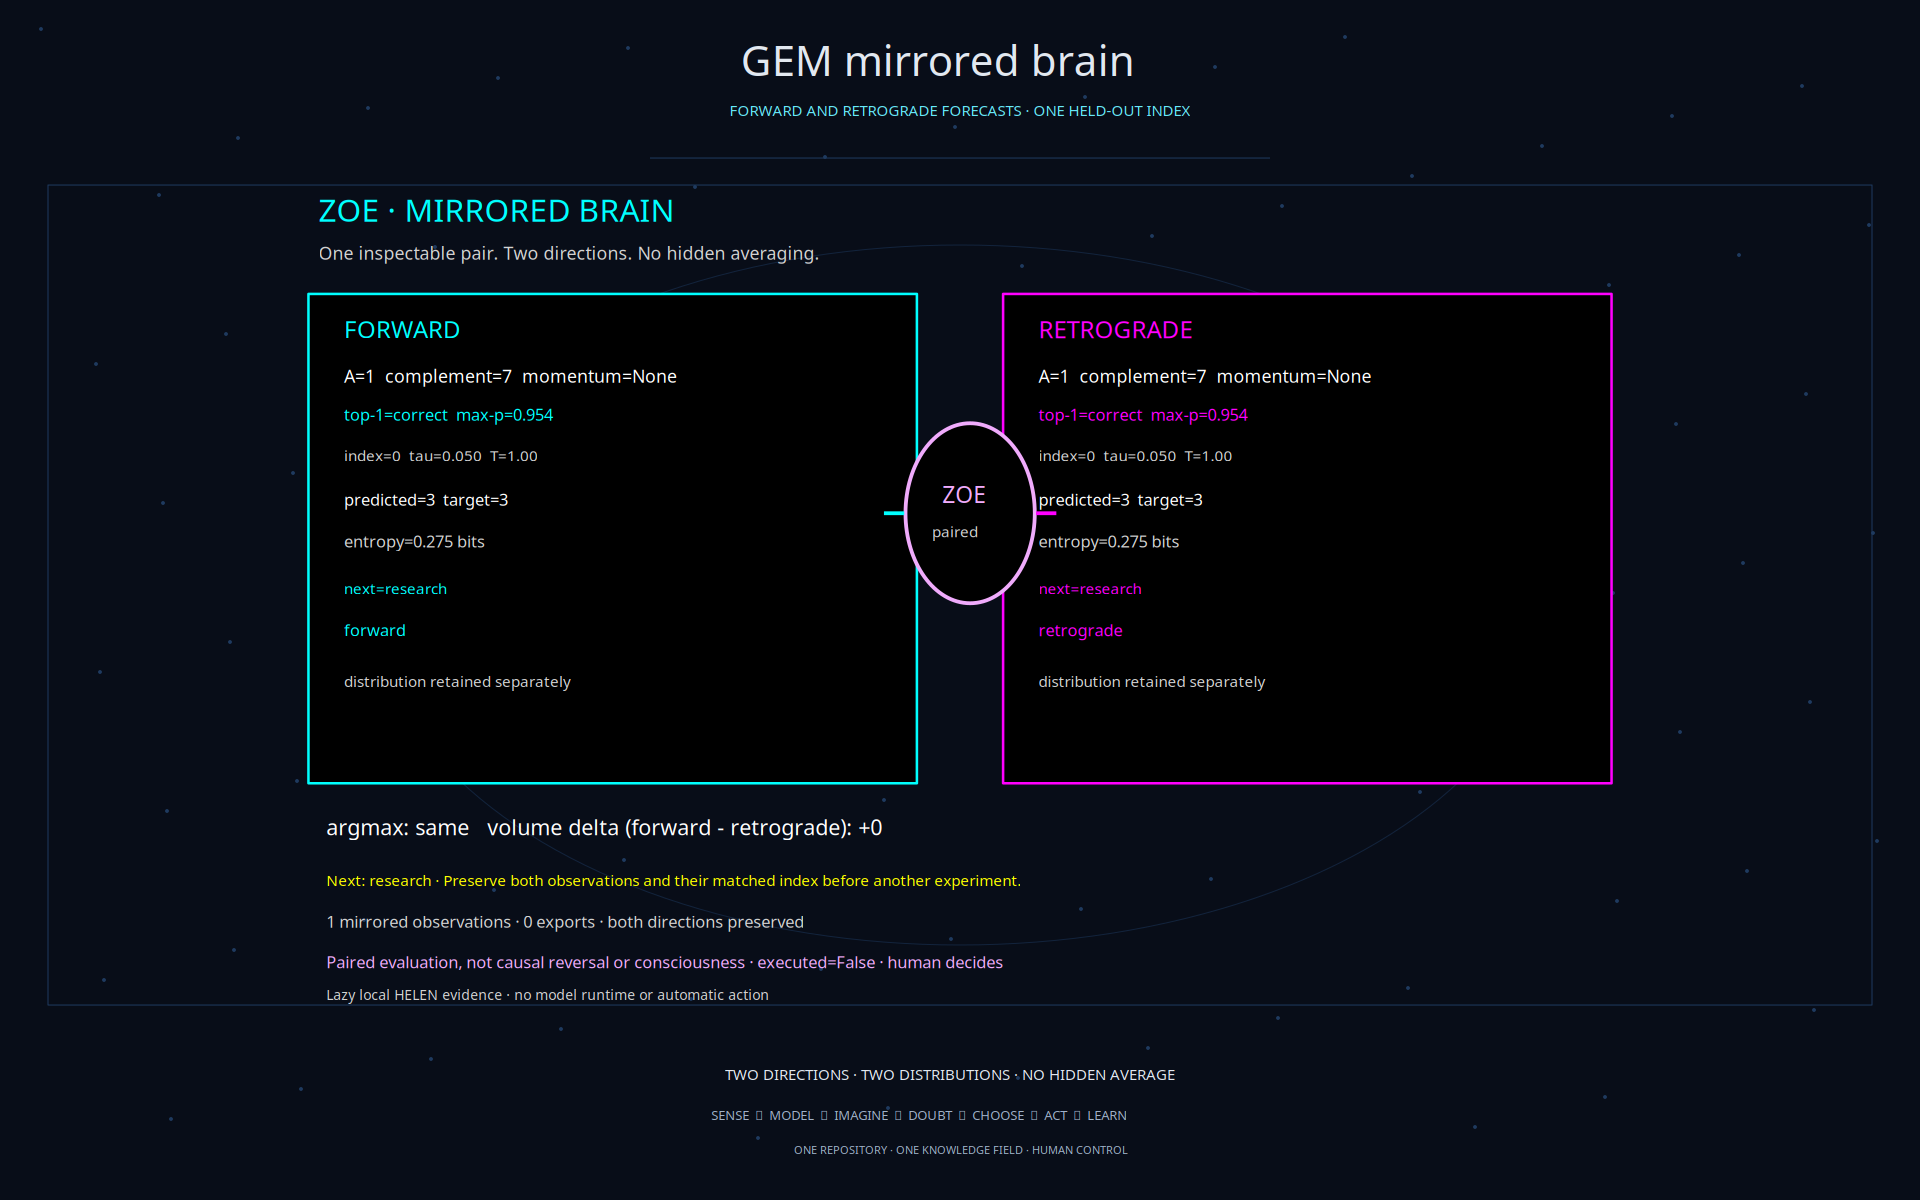 GEM mirrored brain
FORWARD AND RETROGRADE FORECASTS · ONE HELD-OUT INDEX
ZOE · MIRRORED BRAIN
One inspectable pair. Two directions. No hidden averaging.
FORWARD
A=1 complement=7 momentum=None
top-1=correct max-p=0.954
index=0 tau=0.050 T=1.00
predicted=3 target=3
entropy=0.275 bits
next=research
forward
distribution retained separately
ZOE
paired
RETROGRADE
A=1 complement=7 momentum=None
top-1=correct max-p=0.954
index=0 tau=0.050 T=1.00
predicted=3 target=3
entropy=0.275 bits
next=research
retrograde
distribution retained separately
argmax: same volume delta (forward - retrograde): +0
Next: research · Preserve both observations and their matched index before another experiment.
1 mirrored observations · 0 exports · both directions preserved
Paired evaluation, not causal reversal or consciousness · executed=False · human decides
Lazy local HELEN evidence · no model runtime or automatic action
TWO DIRECTIONS · TWO DISTRIBUTIONS · NO HIDDEN AVERAGE
SENSE MODEL IMAGINE DOUBT CHOOSE ACT LEARN
ONE REPOSITORY · ONE KNOWLEDGE FIELD · HUMAN CONTROL